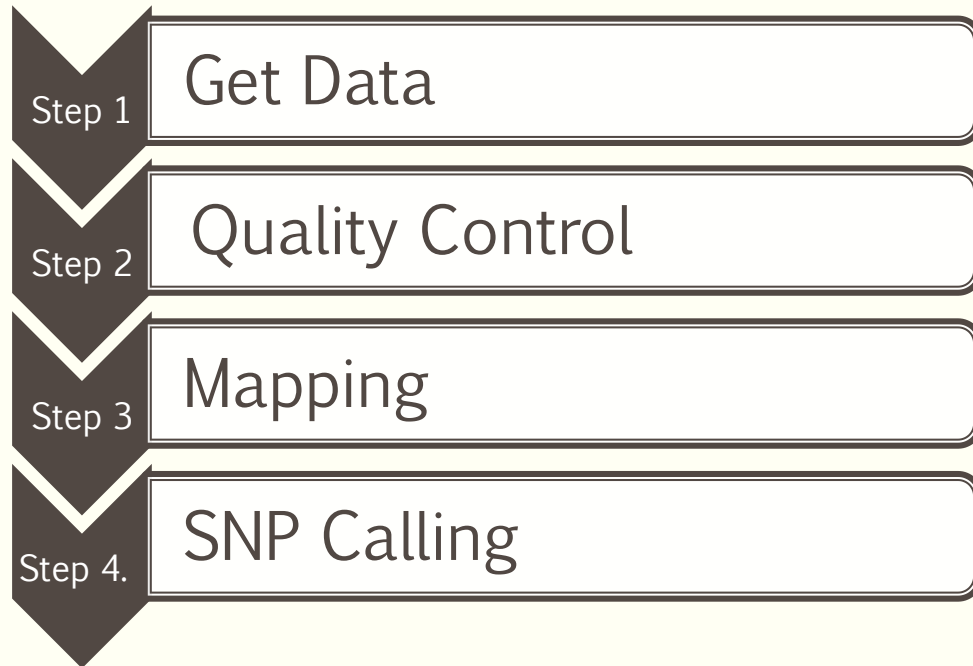 Step 1 Get Data
Step 2 Quality Control
Step 3 Mapping
Step 4. SNP Calling